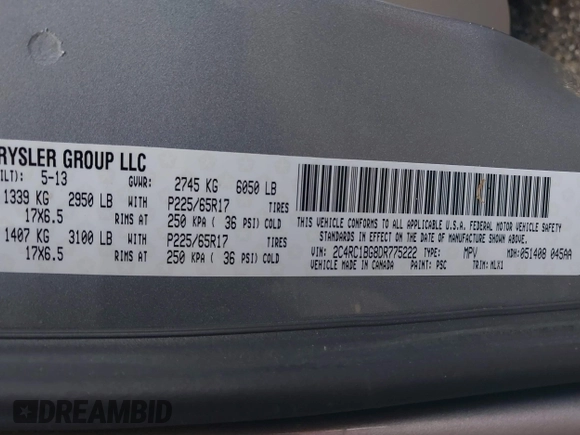 RYSLER GROUP LLC
ILT): 5-13 GVWR: 2745 KG 6050 LB
1339 KG 2950 LB WITH P225/65R17 TIRES
17X6.5 RIMS AT 250 KPA ( 36 PSI) COLD
1407 KG 3100 LB WITH P225/65R17 TIRES
17X6.5 RIMS AT 250 KPA ( 36 PSI) COLD
THIS VEHICLE CONFORMS TO ALL APPLICABLE U.S.A. FEDERAL MOTOR VEHICLE SAFETY
STANDARDS IN EFFECT ON THE DATE OF MANUFACTURE SHOWN ABOVE.
VIN: 2C4RC1BG8DR775222 TYPE: MPV MDH: 051408 045AA
VEHICLE MADE IN CANADA PAINT: PSC TRIM: MLX1
DREAMBID